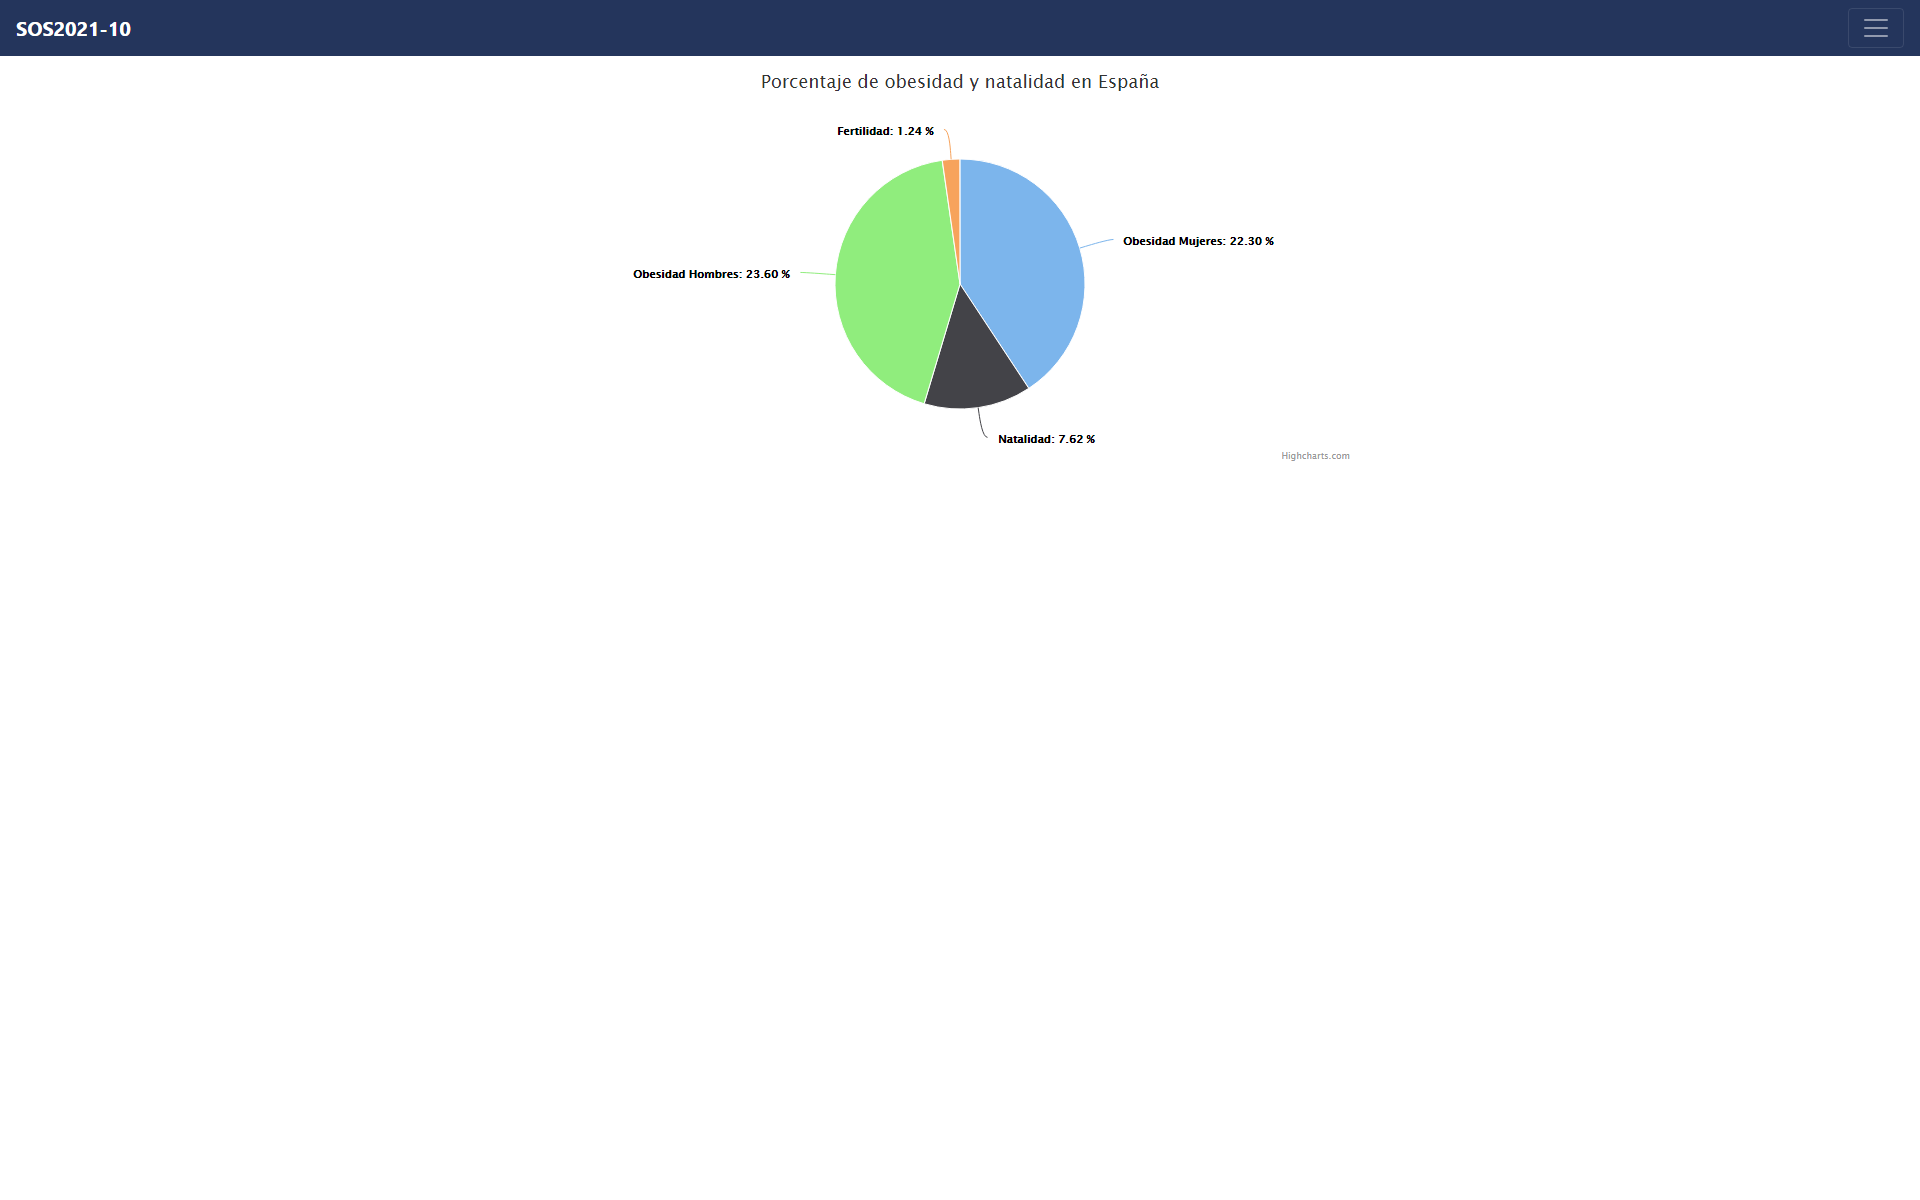 SOS2021-10
Porcentaje de obesidad y natalidad en España
Fertilidad: 1.24 %
Obesidad Mujeres: 22.30 %
Obesidad Hombres: 23.60 %
Natalidad: 7.62 %
Highcharts.com